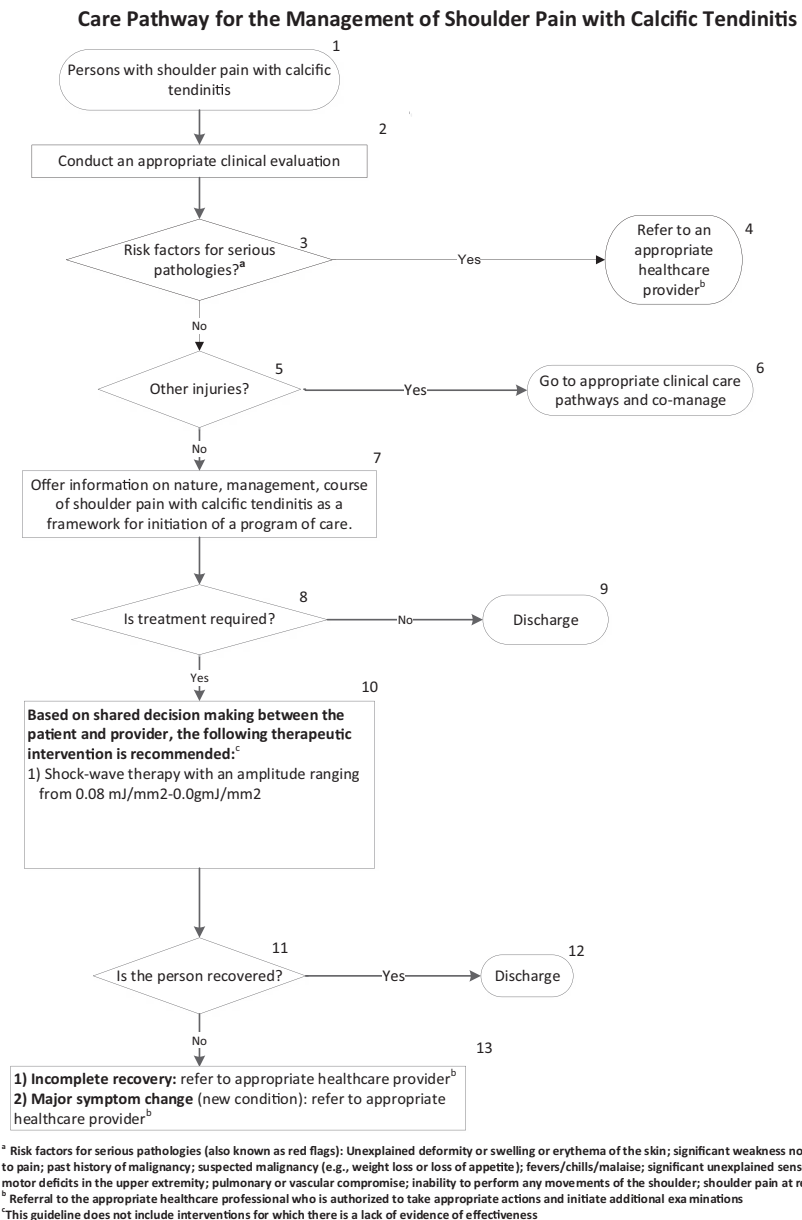 Care Pathway for the Management of Shoulder Pain with Calcific Tendinitis
1
Persons with shoulder pain with calcific
tendinitis
2
Conduct an appropriate clinical evaluation
3
Risk factors for serious
pathologies?a
Yes
4
Refer to an
appropriate
healthcare
providerb
No
5
Other injuries?
Yes
6
Go to appropriate clinical care
pathways and co-manage
No
7
Offer information on nature, management, course
of shoulder pain with calcific tendinitis as a
framework for initiation of a program of care.
8
Is treatment required?
No
9
Discharge
Yes
10
Based on shared decision making between the
patient and provider, the following therapeutic
intervention is recommended:c
1) Shock-wave therapy with an amplitude ranging
from 0.08 mJ/mm2-0.0gmJ/mm2
11
Is the person recovered?
Yes
12
Discharge
No
13
1) Incomplete recovery: refer to appropriate healthcare providerb
2) Major symptom change (new condition): refer to appropriate
healthcare providerb
a Risk factors for serious pathologies (also known as red flags): Unexplained deformity or swelling or erythema of the skin; significant weakness no
to pain; past history of malignancy; suspected malignancy (e.g., weight loss or loss of appetite); fevers/chills/malaise; significant unexplained sens
motor deficits in the upper extremity; pulmonary or vascular compromise; inability to perform any movements of the shoulder; shoulder pain at r
b Referral to the appropriate healthcare professional who is authorized to take appropriate actions and initiate additional examinations
c This guideline does not include interventions for which there is a lack of evidence of effectiveness